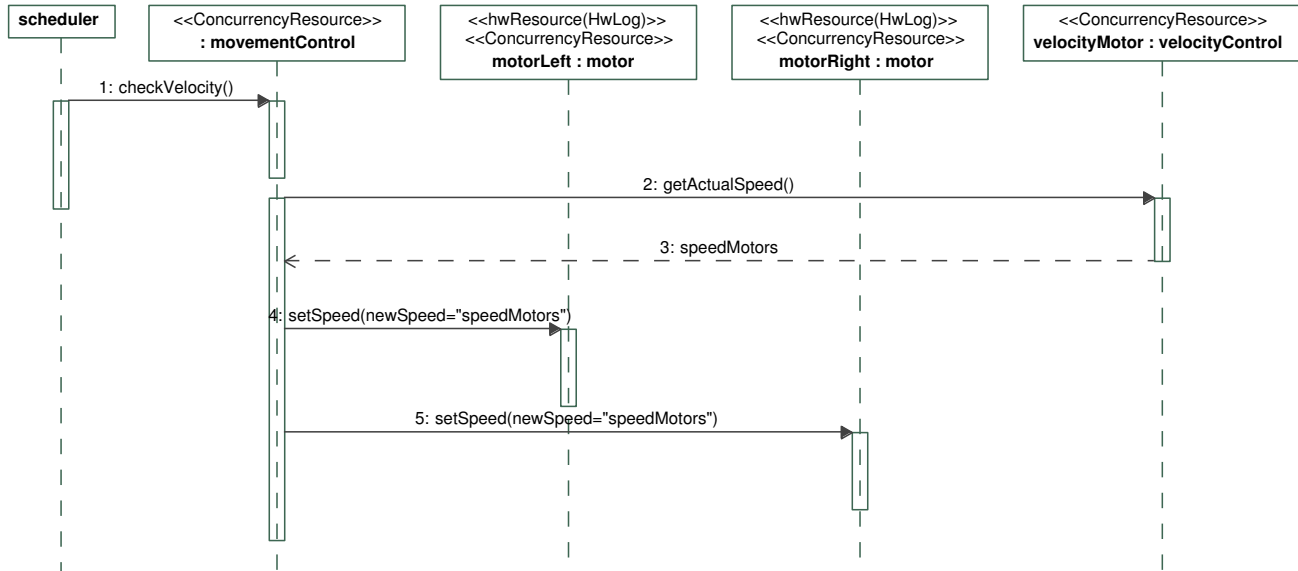 scheduler
<<ConcurrencyResource>>
: movementControl
<<hwResource(HwLog)>>
<<ConcurrencyResource>>
motorLeft : motor
<<hwResource(HwLog)>>
<<ConcurrencyResource>>
motorRight : motor
<<ConcurrencyResource>>
velocityMotor : velocityControl
1: checkVelocity()
2: getActualSpeed()
3: speedMotors
4: setSpeed(newSpeed="speedMotors")
5: setSpeed(newSpeed="speedMotors")